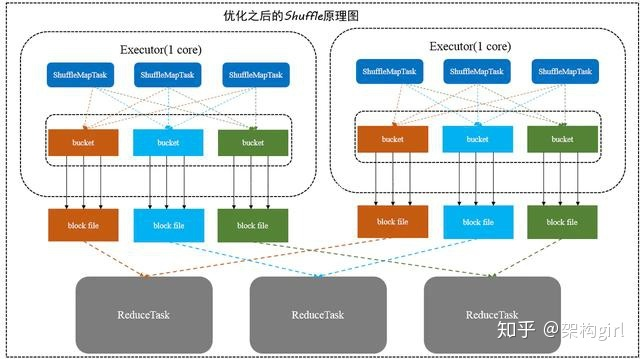 优化之后的Shuffle原理图
Executor(1 core)
ShuffleMapTask ShuffleMapTask ShuffleMapTask
bucket bucket bucket
block file block file block file
Executor(1 core)
ShuffleMapTask ShuffleMapTask ShuffleMapTask
bucket bucket bucket
block file block file block file
ReduceTask ReduceTask ReduceTask
知乎 @架构girl